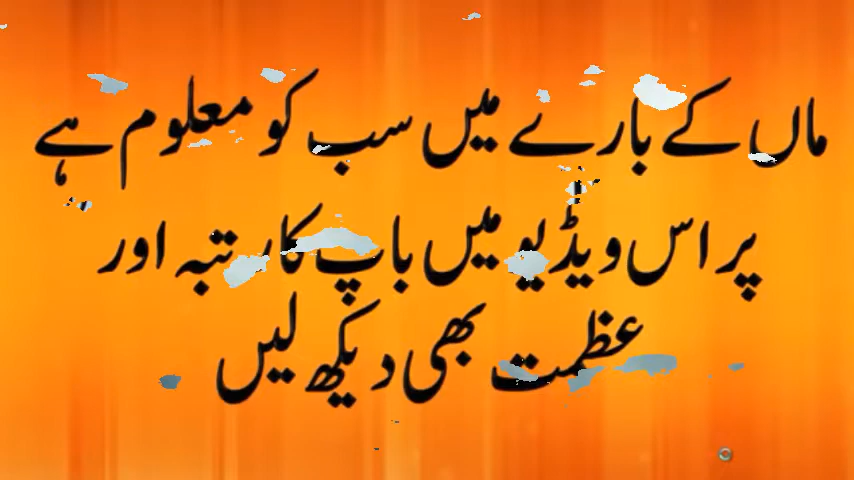 ماں کے بارے میں سب کو معلوم ہے
پر اس ویڈیو میں باپ کا رتبہ اور
عظمت بھی دیکھ لیں